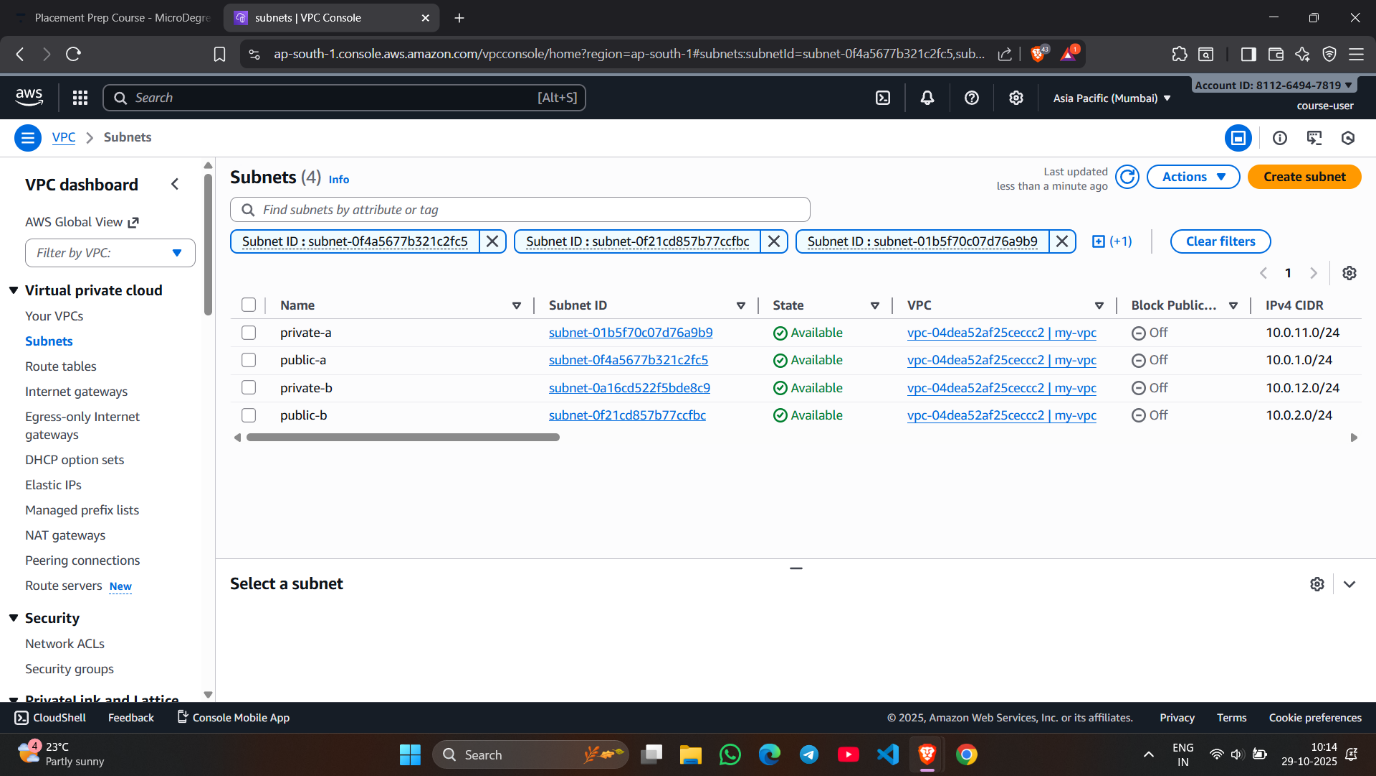 Placement Prep Course - MicroDegre
subnets | VPC Console
ap-south-1.console.aws.amazon.com/vpcconsole/home?region=ap-south-1#subnets:subnetId=subnet-0f4a5677b321c2fc5,sub...
43
1
aws
Search
[Alt+S]
Asia Pacific (Mumbai)
Account ID: 8112-6494-7819
course-user
VPC
Subnets
VPC dashboard
AWS Global View
Filter by VPC:
Virtual private cloud
Your VPCs
Subnets
Route tables
Internet gateways
Egress-only Internet
gateways
DHCP option sets
Elastic IPs
Managed prefix lists
NAT gateways
Peering connections
Route servers New
Security
Network ACLs
Security groups
PrivateLink and Lattice
Subnets (4) Info
Last updated
less than a minute ago
Actions
Create subnet
Find subnets by attribute or tag
Subnet ID : subnet-0f4a5677b321c2fc5
Subnet ID : subnet-0f21cd857b77ccfbc
Subnet ID : subnet-01b5f70c07d76a9b9
(+1)
Clear filters
1
Name Subnet ID State VPC Block Public... IPv4 CIDR
private-a subnet-01b5f70c07d76a9b9 Available vpc-04dea52af25ceccc2 | my-vpc Off 10.0.11.0/24
public-a subnet-0f4a5677b321c2fc5 Available vpc-04dea52af25ceccc2 | my-vpc Off 10.0.1.0/24
private-b subnet-0a16cd522f5bde8c9 Available vpc-04dea52af25ceccc2 | my-vpc Off 10.0.12.0/24
public-b subnet-0f21cd857b77ccfbc Available vpc-04dea52af25ceccc2 | my-vpc Off 10.0.2.0/24
Select a subnet
CloudShell Feedback Console Mobile App
© 2025, Amazon Web Services, Inc. or its affiliates. Privacy Terms Cookie preferences
4
23°C
Partly sunny
Search
ENG
IN
10:14
29-10-2025